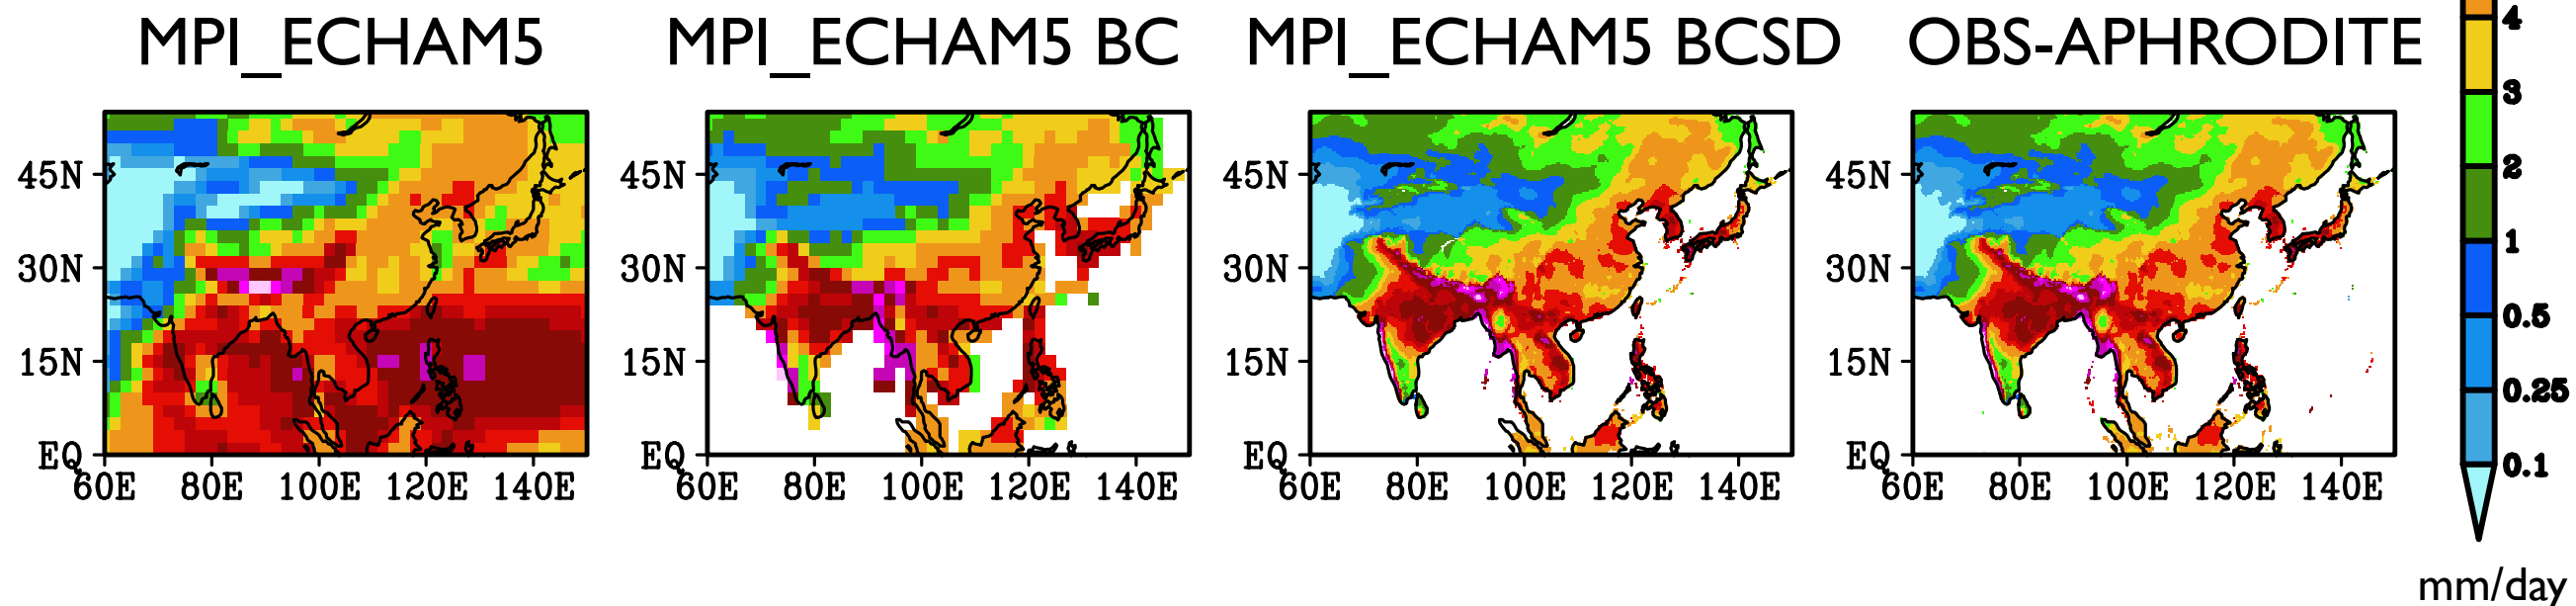 MPI_ECHAM5 MPI_ECHAM5 BC MPI_ECHAM5 BCSD OBS-APHRODITE
4
3
2
1
0.5
0.25
0.1
mm/day
45N 45N 45N 45N
30N 30N 30N 30N
15N 15N 15N 15N
EQ EQ EQ EQ
60E 80E 100E 120E 140E 60E 80E 100E 120E 140E 60E 80E 100E 120E 140E 60E 80E 100E 120E 140E